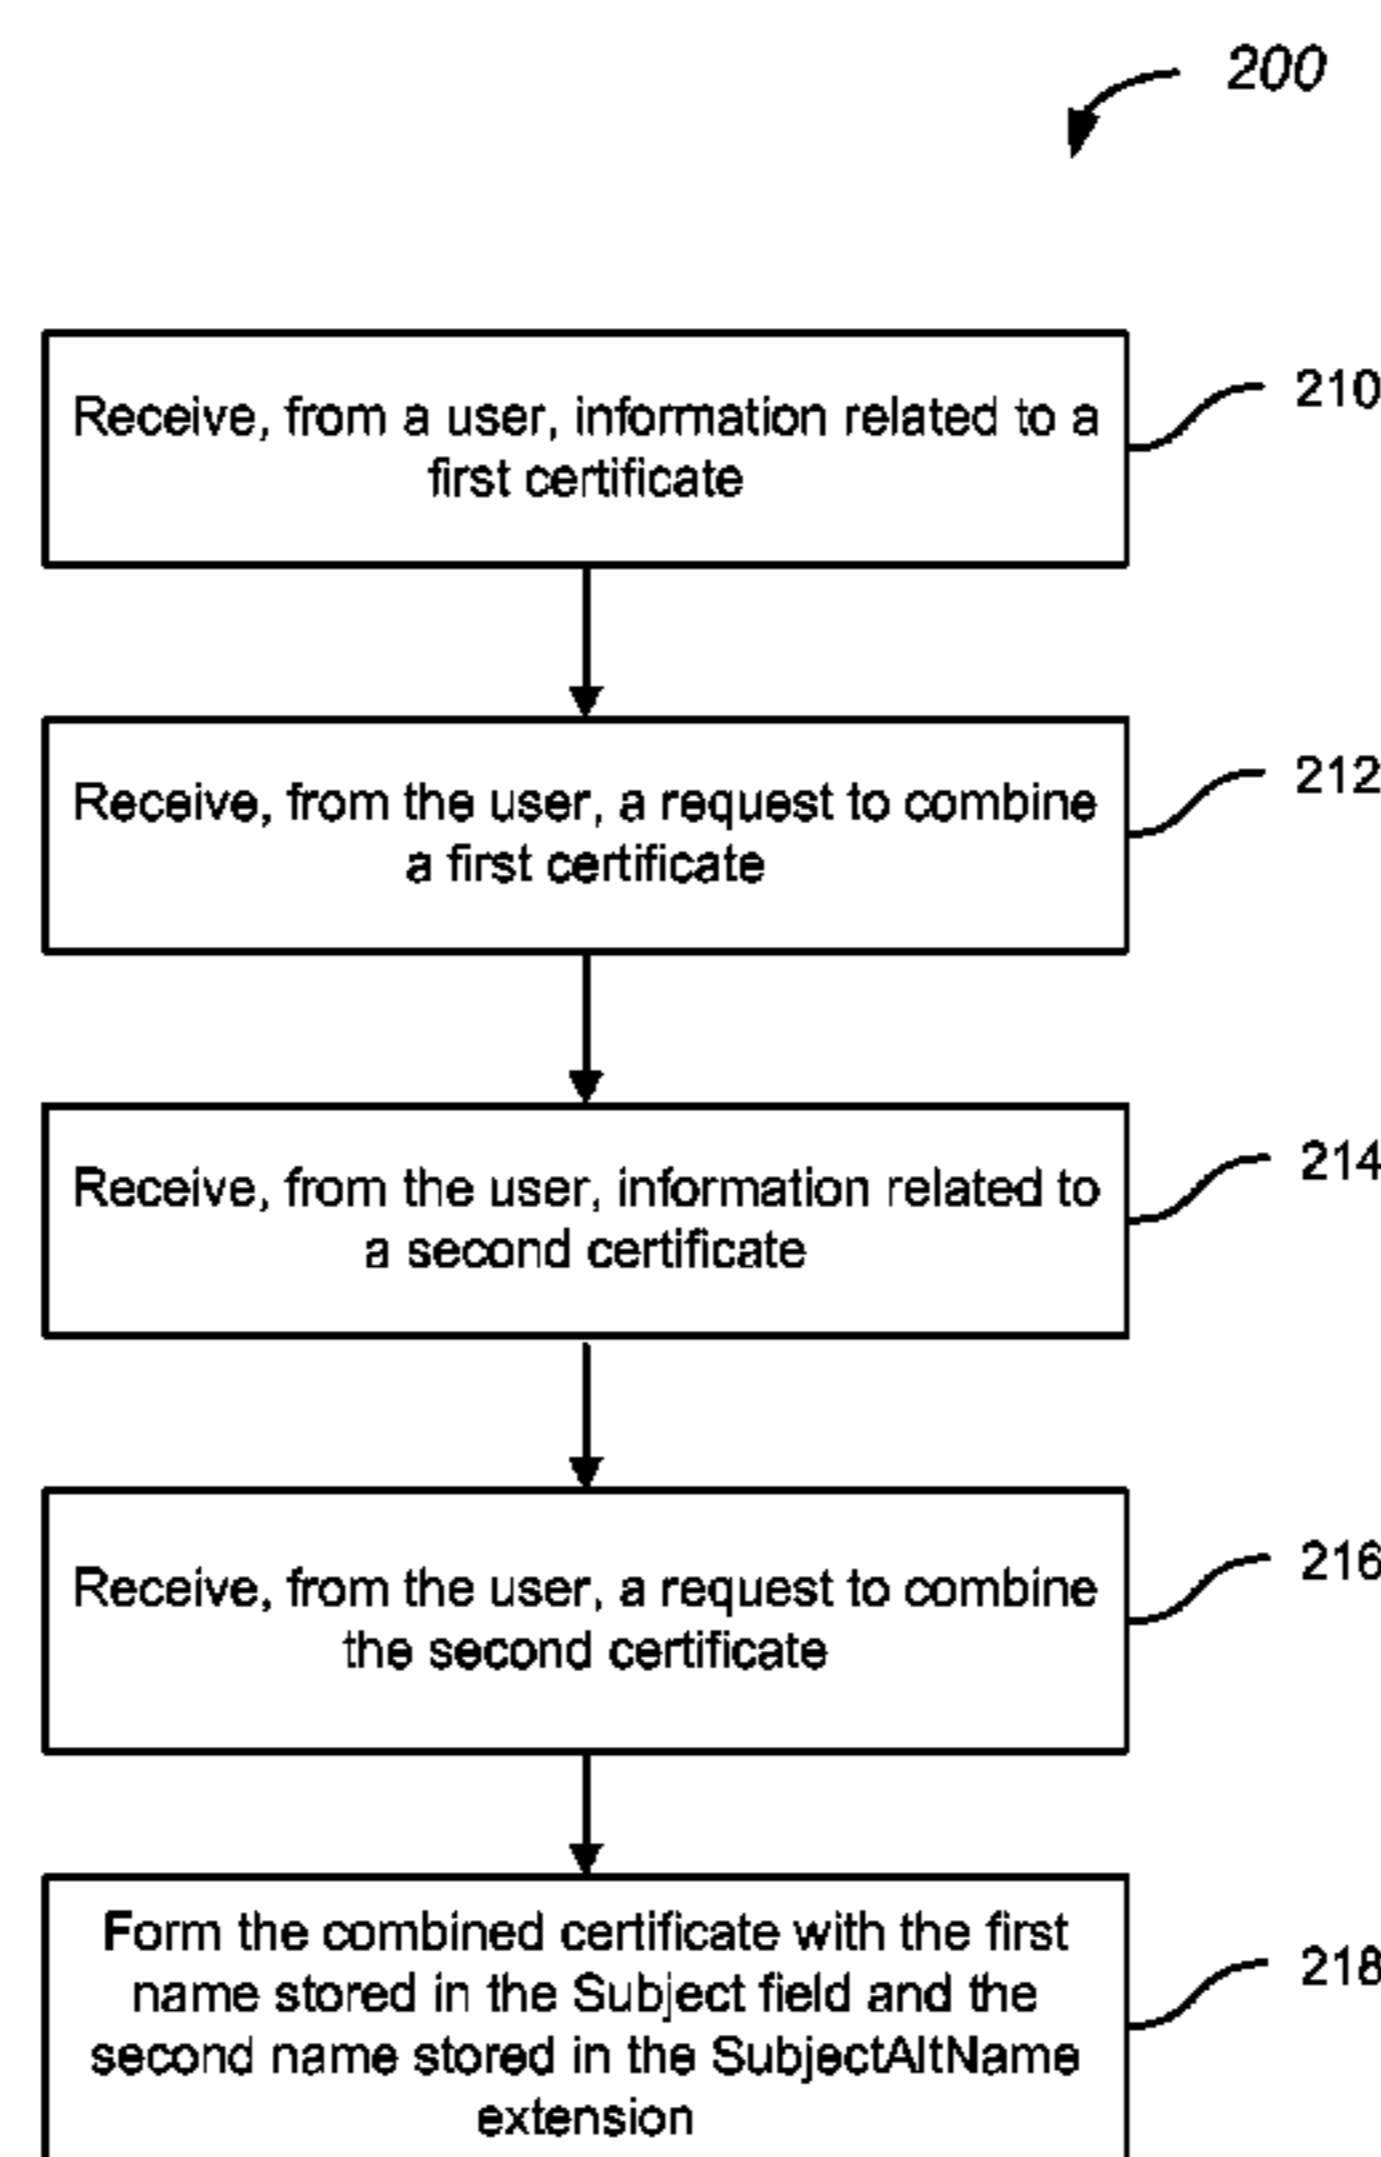 200
Receive, from a user, information related to a
first certificate
210
Receive, from the user, a request to combine
a first certificate
212
Receive, from the user, information related to
a second certificate
214
Receive, from the user, a request to combine
the second certificate
216
Form the combined certificate with the first
name stored in the Subject field and the
second name stored in the SubjectAltName
extension
218